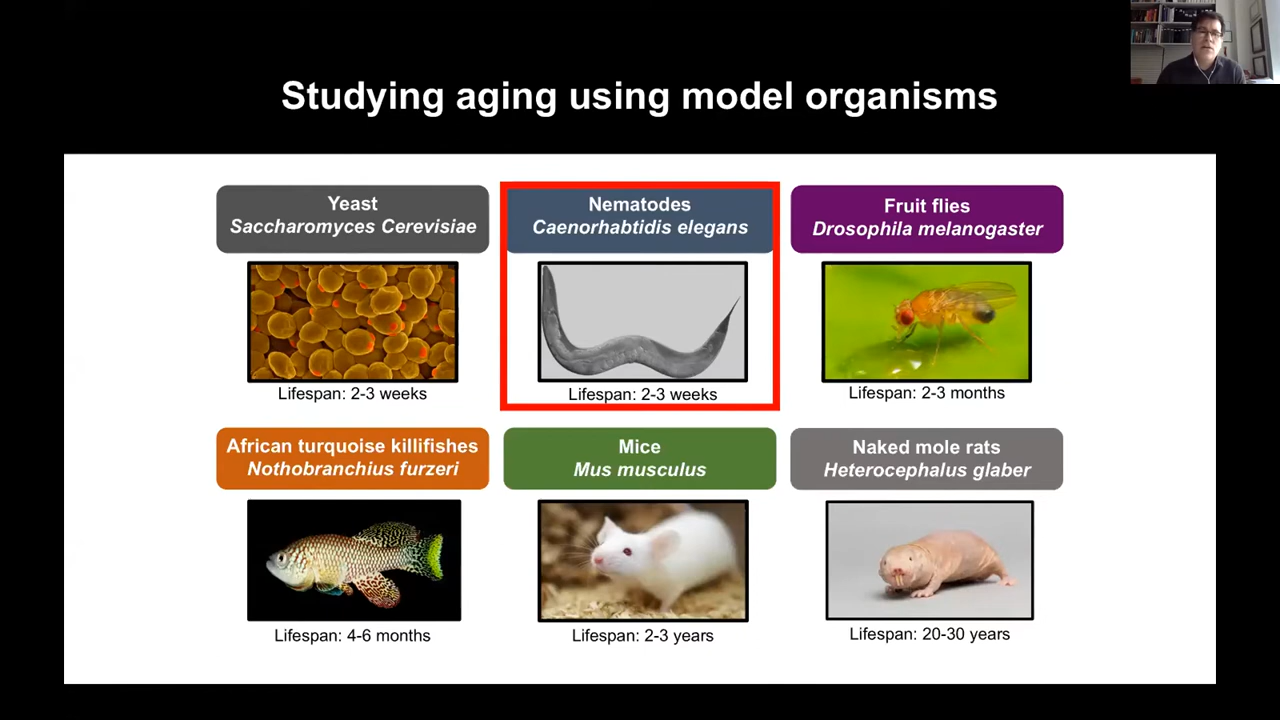 Studying aging using model organisms
Yeast
Saccharomyces Cerevisiae
Lifespan: 2-3 weeks
Nematodes
Caenorhabtidis elegans
Lifespan: 2-3 weeks
Fruit flies
Drosophila melanogaster
Lifespan: 2-3 months
African turquoise killifishes
Nothobranchius furzeri
Lifespan: 4-6 months
Mice
Mus musculus
Lifespan: 2-3 years
Naked mole rats
Heterocephalus glaber
Lifespan: 20-30 years